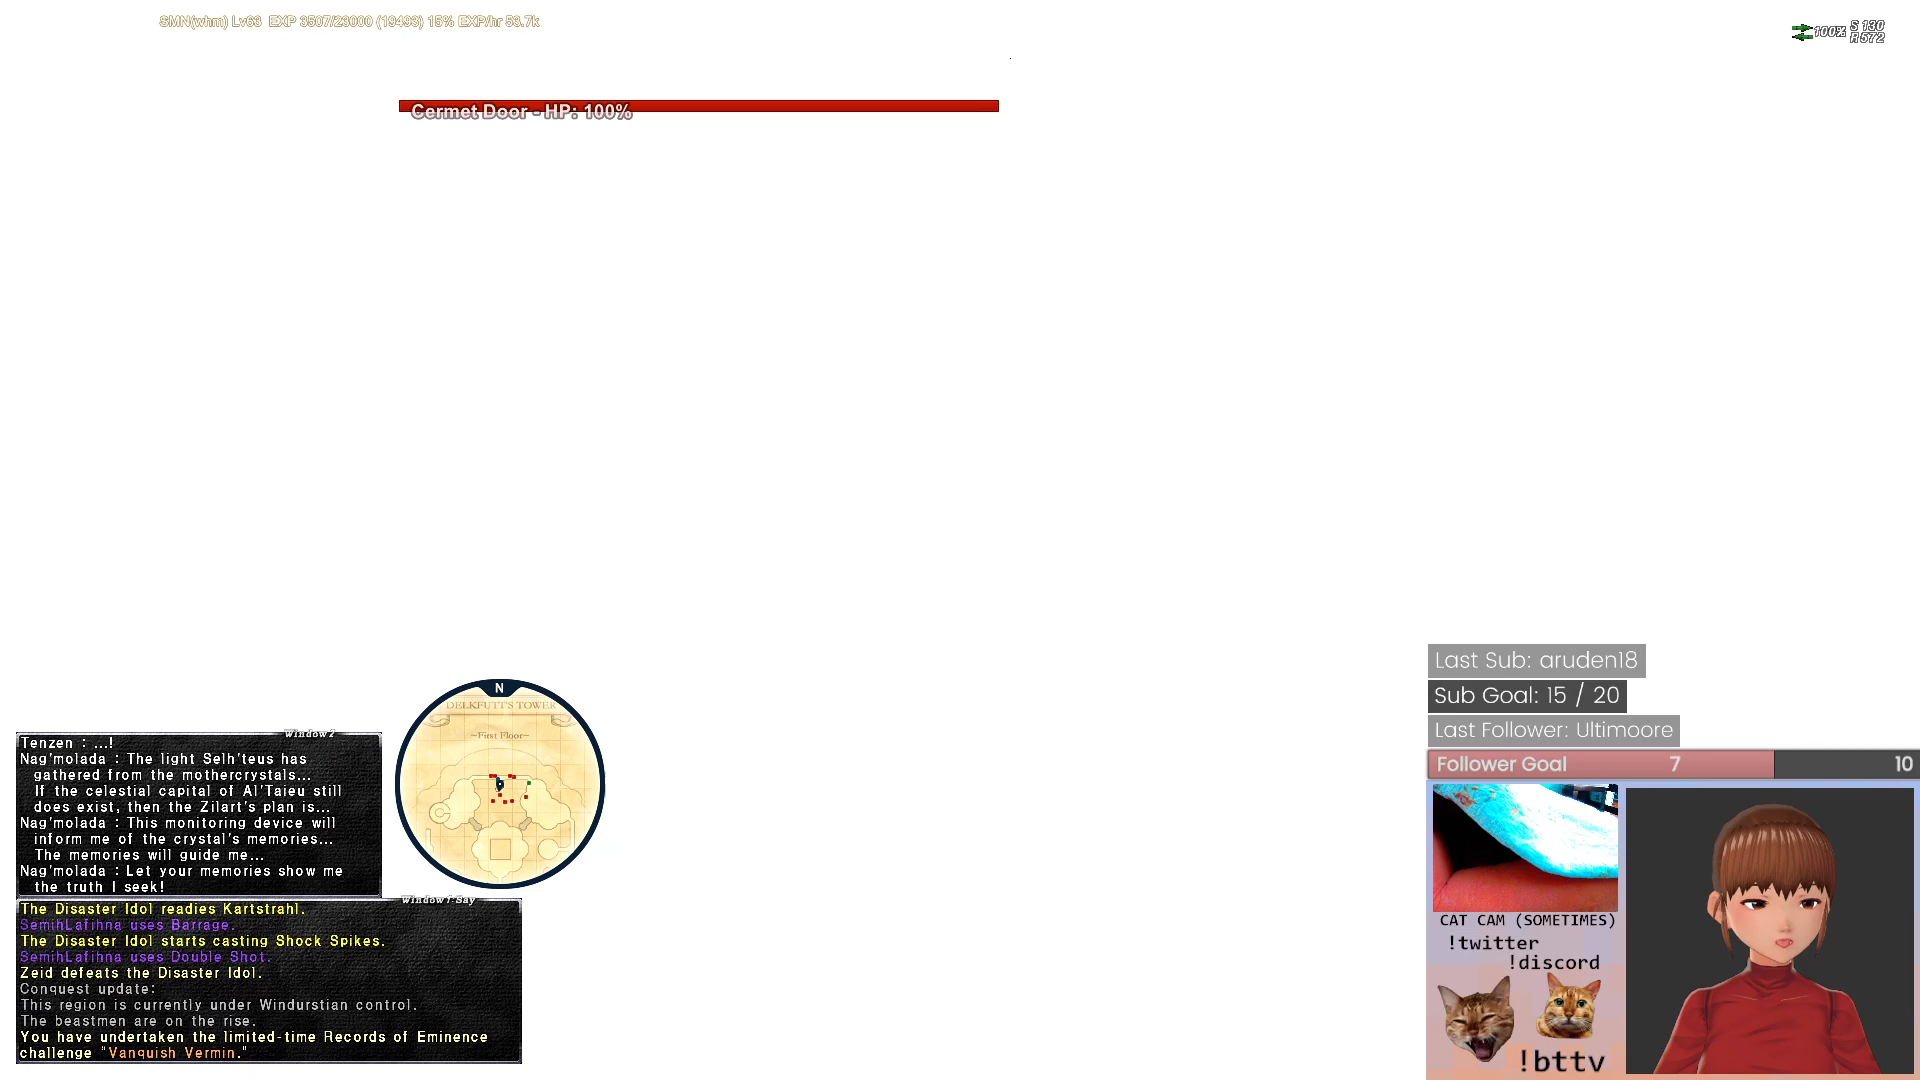 SMN(whm) Lv63 EXP 3507/23000 (19493) 15% EXP/hr 53.7k
100% S 130
R 572
Cermet Door - HP: 100%
Last Sub: aruden18
Sub Goal: 15 / 20
Last Follower: Ultimoore
Follower Goal 7 10
N
DELKFUTT'S TOWER
~First Floor~
Window2
Tenzen : ...!
Nag'molada : The light Selh'teus has
gathered from the mothercrystals...
If the celestial capital of Al'Taieu still
does exist, then the Zilart's plan is...
Nag'molada : This monitoring device will
inform me of the crystal's memories...
The memories will guide me...
Nag'molada : Let your memories show me
the truth I seek!
Window1:Say
The Disaster Idol readies Kartstrahl.
SemihLafihna uses Barrage.
The Disaster Idol starts casting Shock Spikes.
SemihLafihna uses Double Shot.
Zeid defeats the Disaster Idol.
Conquest update:
This region is currently under Windurstian control.
The beastmen are on the rise.
You have undertaken the limited-time Records of Eminence
challenge "Vanquish Vermin."
CAT CAM (SOMETIMES)
!twitter
!discord
!bttv